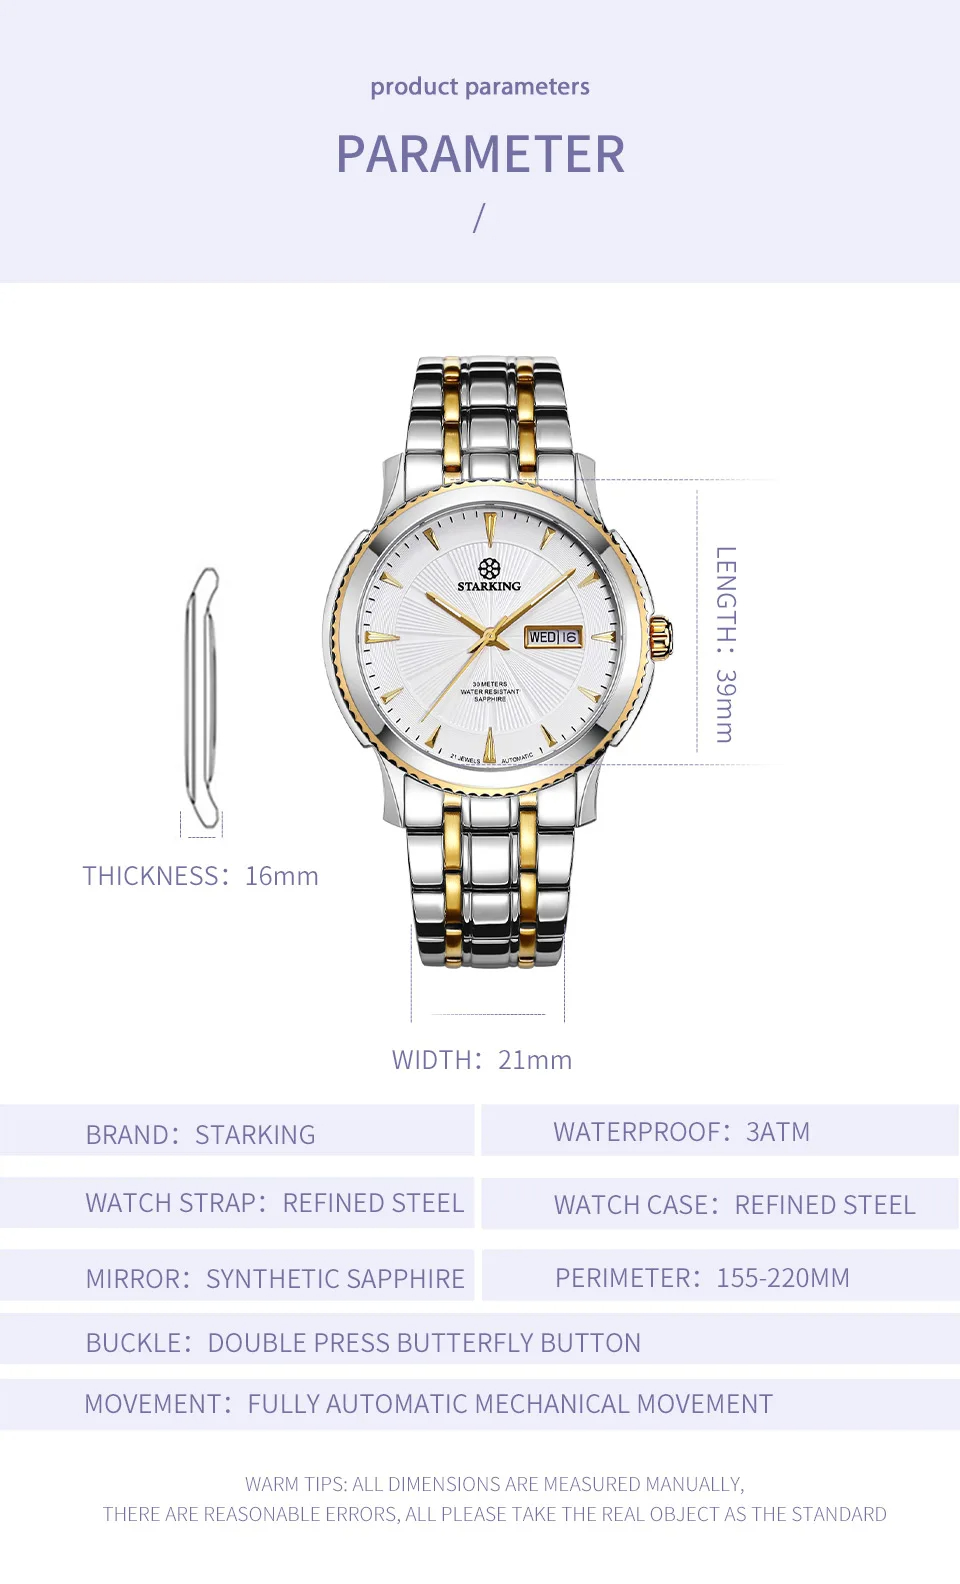 product parameters
PARAMETER
/
STARKING
WED 16
30 METERS
WATER RESISTANT
SAPPHIRE
21 JEWELS AUTOMATIC
LENGTH：39mm
THICKNESS：16mm
WIDTH：21mm
BRAND：STARKING
WATERPROOF：3ATM
WATCH STRAP：REFINED STEEL
WATCH CASE：REFINED STEEL
MIRROR：SYNTHETIC SAPPHIRE
PERIMETER：155-220MM
BUCKLE：DOUBLE PRESS BUTTERFLY BUTTON
MOVEMENT：FULLY AUTOMATIC MECHANICAL MOVEMENT
WARM TIPS: ALL DIMENSIONS ARE MEASURED MANUALLY,
THERE ARE REASONABLE ERRORS, ALL PLEASE TAKE THE REAL OBJECT AS THE STANDARD